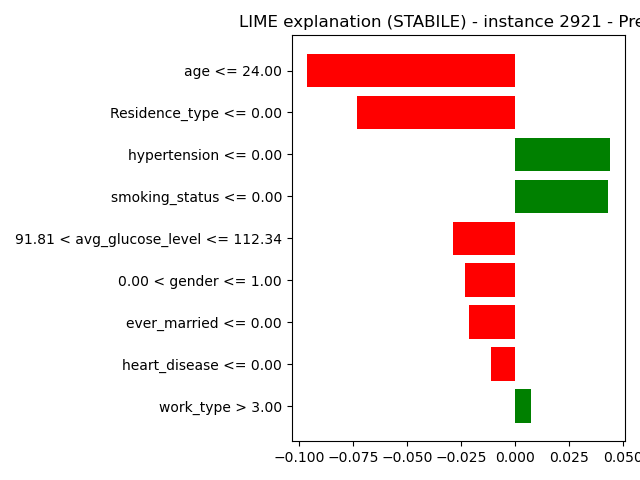 LIME explanation (STABILE) - instance 2921 - Pre
age <= 24.00
Residence_type <= 0.00
hypertension <= 0.00
smoking_status <= 0.00
91.81 < avg_glucose_level <= 112.34
0.00 < gender <= 1.00
ever_married <= 0.00
heart_disease <= 0.00
work_type > 3.00
−0.100 −0.075 −0.050 −0.025 0.000 0.025 0.050